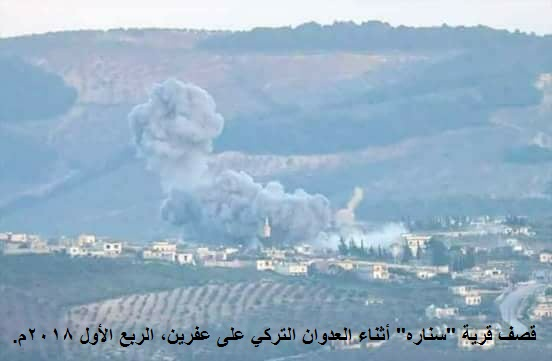 قصف قرية "سناره" أثناء العدوان التركي على عفرين، الربع الأول ٢٠١٨م.